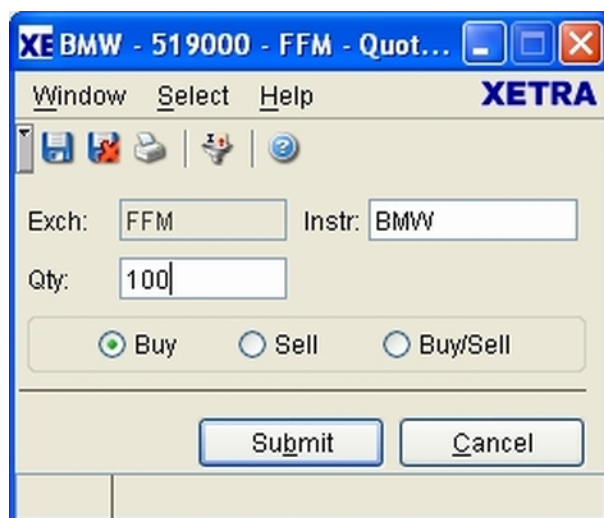 XE BMW - 519000 - FFM - Quot...
Window Select Help XETRA
Exch: FFM Instr: BMW
Qty: 100
Buy Sell Buy/Sell
Submit Cancel